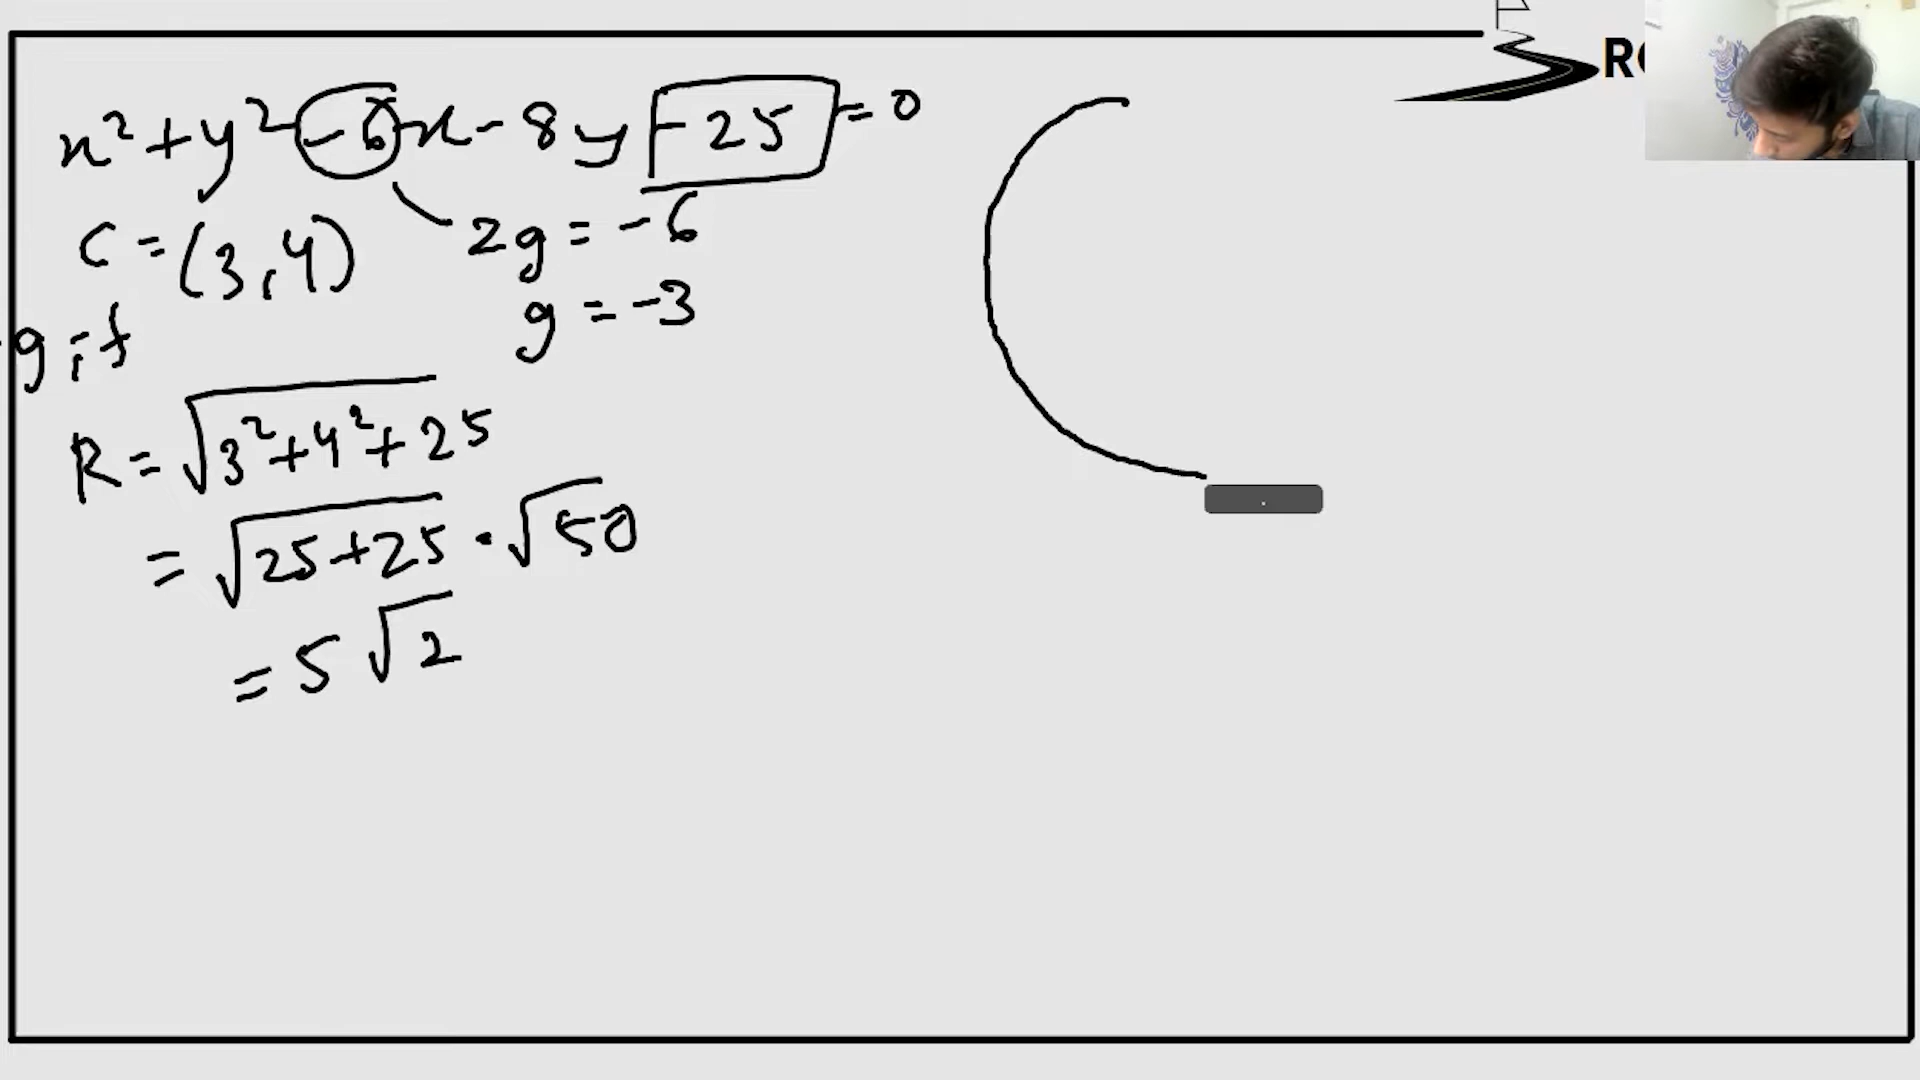 x² + y² - 6x - 8y - 25 = 0
C = (3,4)
2g = -6
g = -3
-g, -f
R = √3² + 4² + 25
= √25+25 · √50
= 5√2